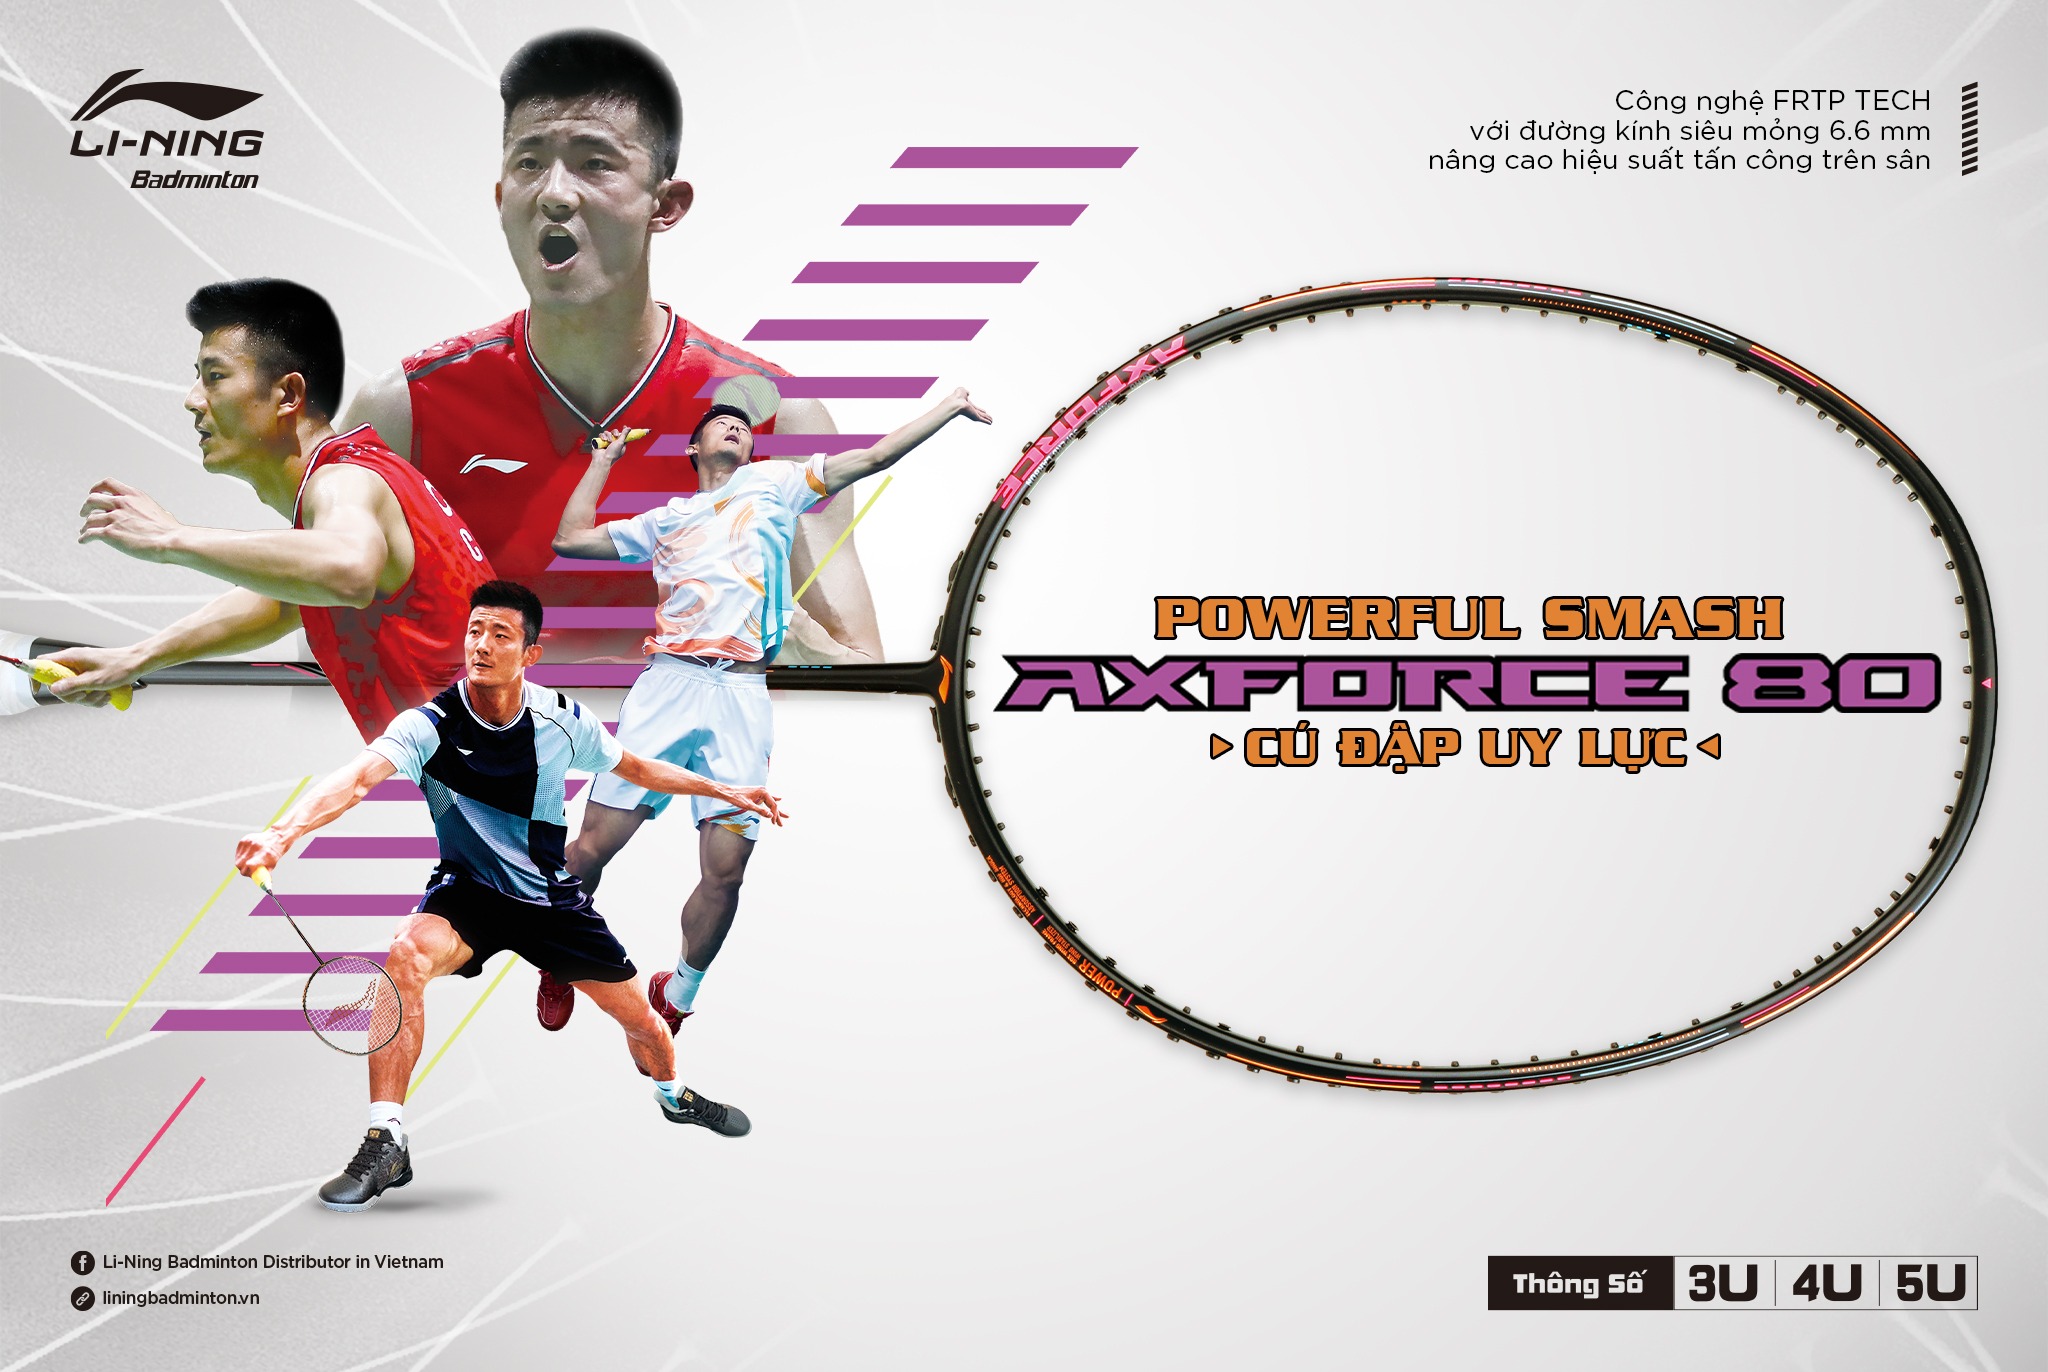 LI-NING
Badminton
Công nghệ FRTP TECH
với đường kính siêu mỏng 6.6 mm
nâng cao hiệu suất tấn công trên sân
AXFORCE
POWERFUL SMASH
AXFORCE 80
CÚ ĐẬP UY LỰC
POWER
Li-Ning Badminton Distributor in Vietnam
liningbadminton.vn
Thông Số 3U 4U 5U